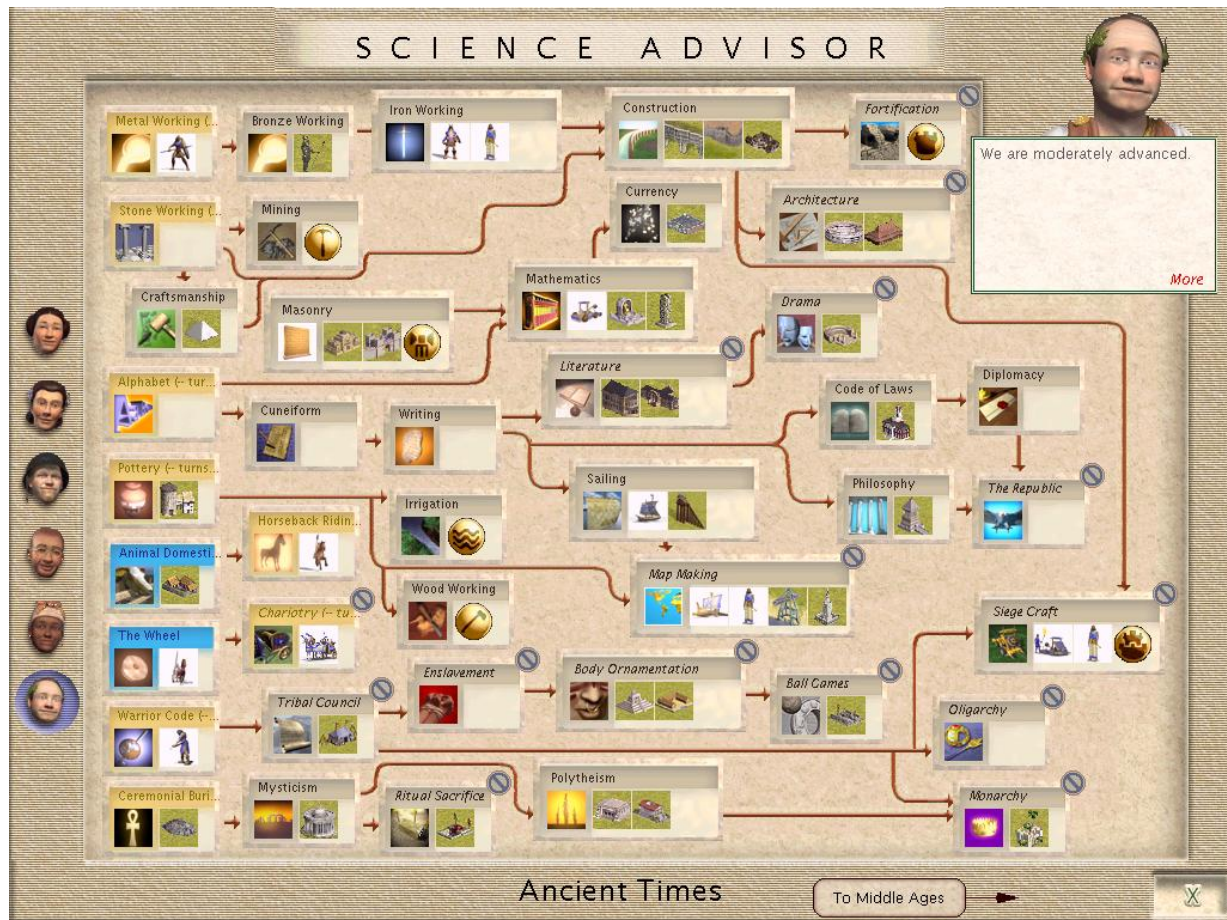 SCIENCE ADVISOR
Metal Working (...
Bronze Working
Iron Working
Construction
Fortification
We are moderately advanced.
More
Stone Working (...
Mining
Currency
Architecture
Craftsmanship
Masonry
Mathematics
Drama
Literature
Alphabet (-- tur...
Cuneiform
Writing
Code of Laws
Diplomacy
Pottery (-- turns...
Irrigation
Sailing
Philosophy
The Republic
Horseback Ridin...
Animal Domesti...
Map Making
Wood Working
Chariotry (-- tu...
Siege Craft
The Wheel
Enslavement
Body Ornamentation
Ball Games
Tribal Council
Oligarchy
Warrior Code (--...
Mysticism
Polytheism
Ritual Sacrifice
Monarchy
Ceremonial Buri...
Ancient Times
To Middle Ages
X